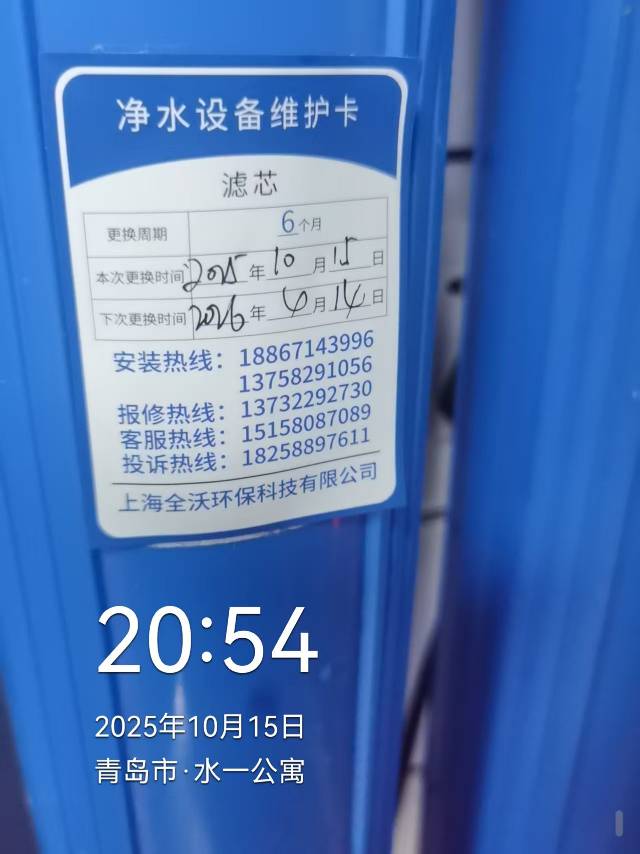 净水设备维护卡
滤芯
更换周期 6个月
本次更换时间 2025年10月15日
下次更换时间 2026年4月14日
安装热线：18867143996
13758291056
报修热线：13732292730
客服热线：15158087089
投诉热线：18258897611
上海全沃环保科技有限公司
20:54
2025年10月15日
青岛市·水一公寓